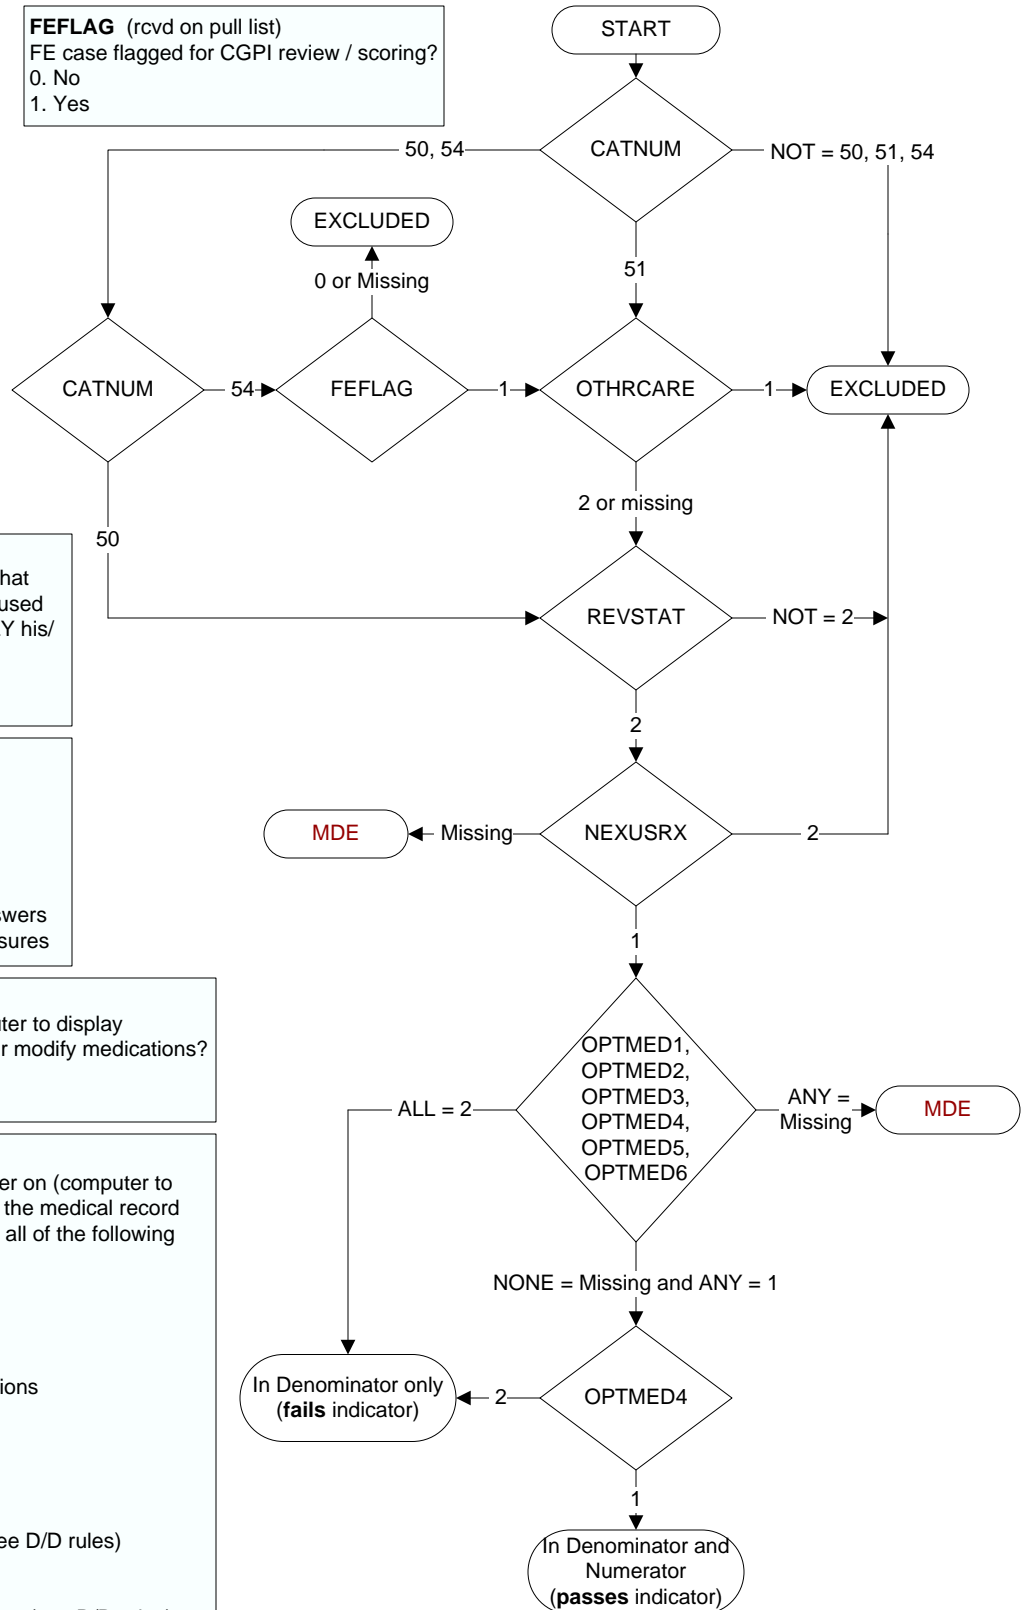 FEFLAG (rcvd on pull list)
FE case flagged for CGPI review / scoring?
0. No
1. Yes
START
CATNUM
50, 54
NOT = 50, 51, 54
EXCLUDED
0 or Missing
51
CATNUM
54
FEFLAG
1
OTHRCARE
1
EXCLUDED
2 or missing
50
hat
used
Y his/
REVSTAT
NOT = 2
2
MDE
Missing
NEXUSRX
2
swers
sures
1
ter to display
r modify medications?
OPTMED1,
OPTMED2,
OPTMED3,
OPTMED4,
OPTMED5,
OPTMED6
ALL = 2
ANY =
Missing
MDE
er on (computer to
the medical record
all of the following
NONE = Missing and ANY = 1
ions
In Denominator only
(fails indicator)
2
OPTMED4
1
ee D/D rules)
In Denominator and
Numerator
(passes indicator)